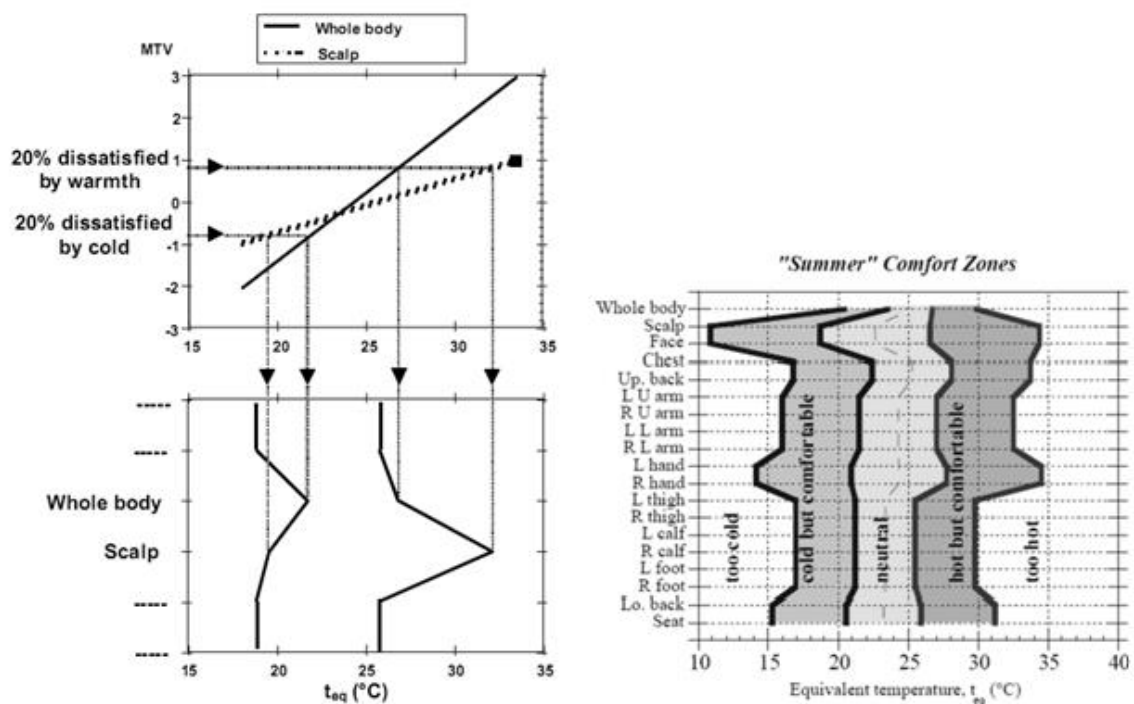 Whole body
Scalp
MTV
3
2
1
0
-1
-2
-3
20% dissatisfied
by warmth
20% dissatisfied
by cold
15 20 25 30 35
-----
-----
Whole body
Scalp
-----
-----
15 20 25 30 35
teq (°C)
"Summer" Comfort Zones
Whole body
Scalp
Face
Chest
Up. back
L U arm
R U arm
L L arm
R L arm
L hand
R hand
L thigh
R thigh
L calf
R calf
L foot
R foot
Lo. back
Seat
too cold
cold but comfortable
neutral
hot but comfortable
too hot
10 15 20 25 30 35 40
Equivalent temperature, teq (°C)